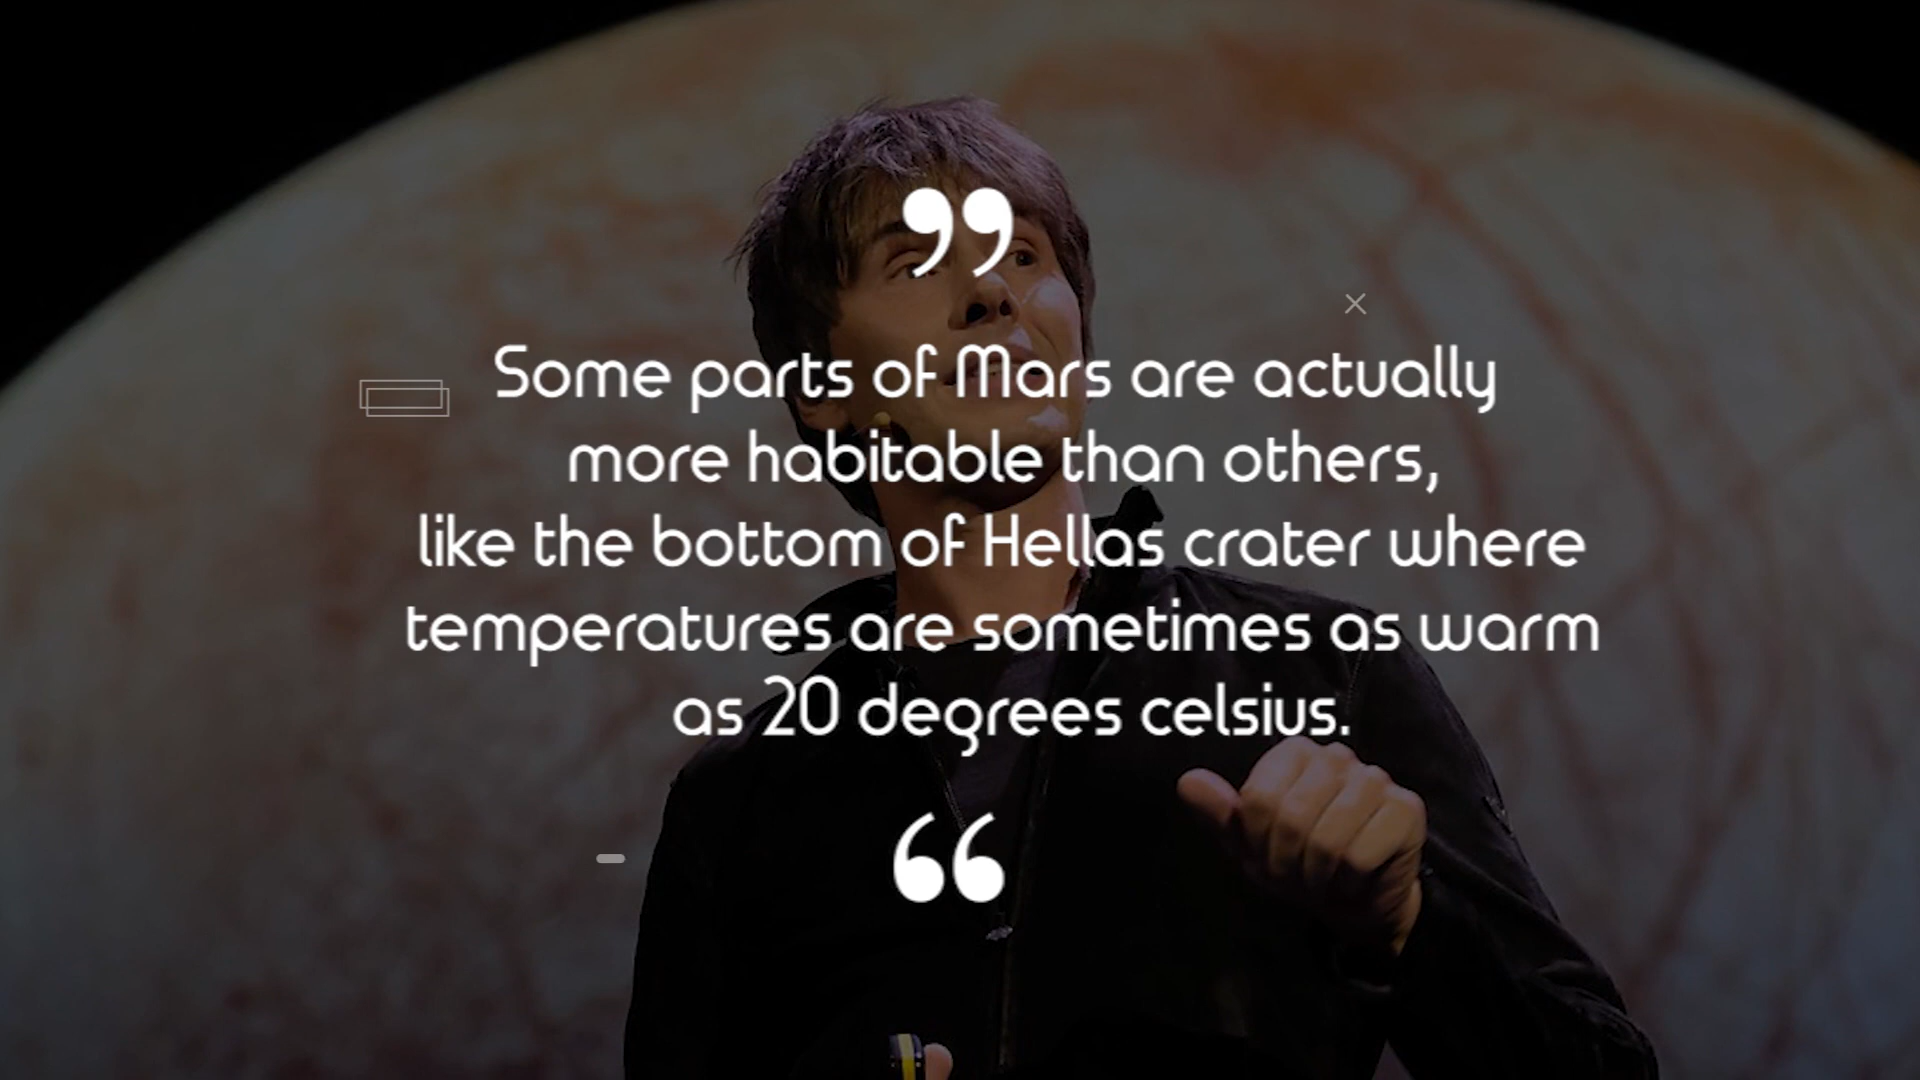 ”
Some parts of Mars are actually
more habitable than others,
like the bottom of Hellas crater where
temperatures are sometimes as warm
as 20 degrees celsius.
“